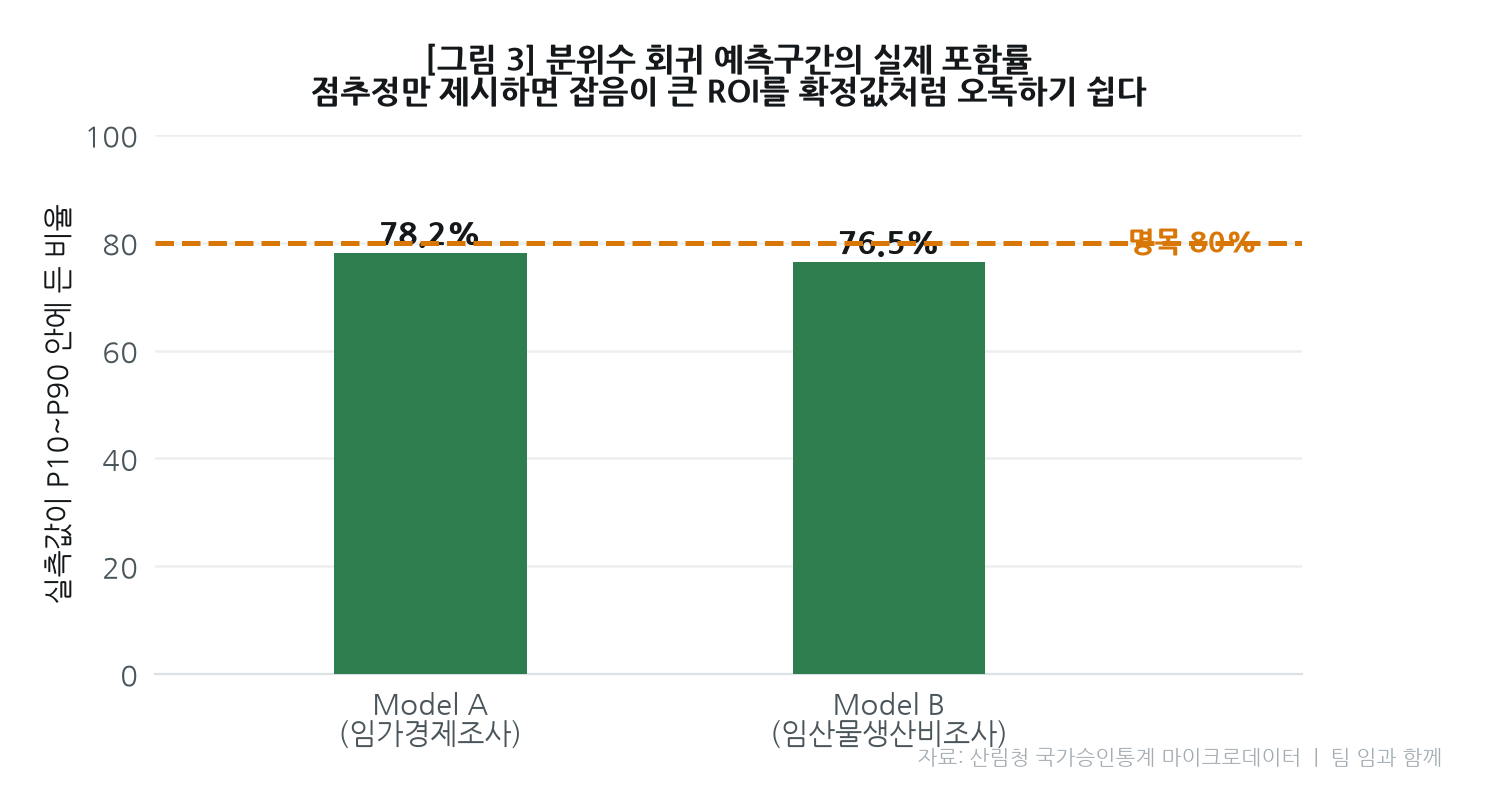 [그림 3] 분위수 회귀 예측구간의 실제 포함률
점추정만 제시하면 잡음이 큰 ROI를 확정값처럼 오독하기 쉽다
실측값이 P10~P90 안에 든 비율
100
80
60
40
20
0
78.2%
76.5%
명목 80%
Model A
(임가경제조사)
Model B
(임산물생산비조사)
자료: 산림청 국가승인통계 마이크로데이터 | 팀 임과 함께